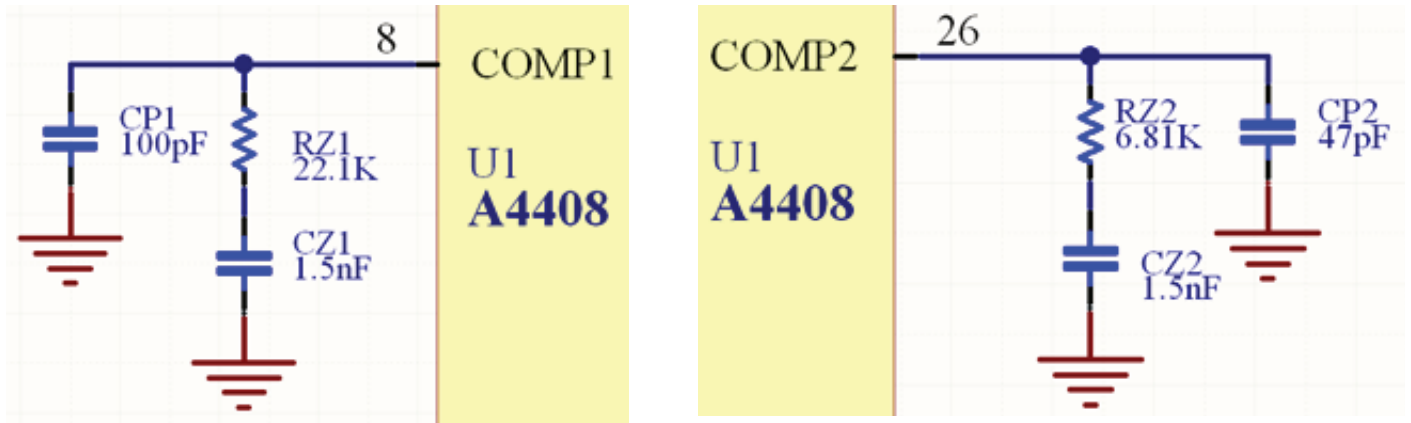 8
COMP1
CP1
100pF
RZ1
22.1K
U1
A4408
CZ1
1.5nF
COMP2
26
RZ2
6.81K
CP2
47pF
U1
A4408
CZ2
1.5nF